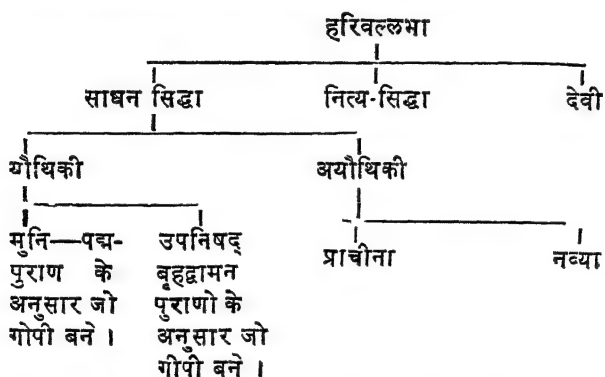 हरिवल्लभा
साधन सिद्धा नित्य-सिद्धा देवी
यौथिकी अयौथिकी
मुनि—पद्म-
पुराण के
अनुसार जो
गोपी बने ।
उपनिषद्
बृहद्वामन
पुराणो के
अनुसार जो
गीपी बने ।
प्राचीना नव्या